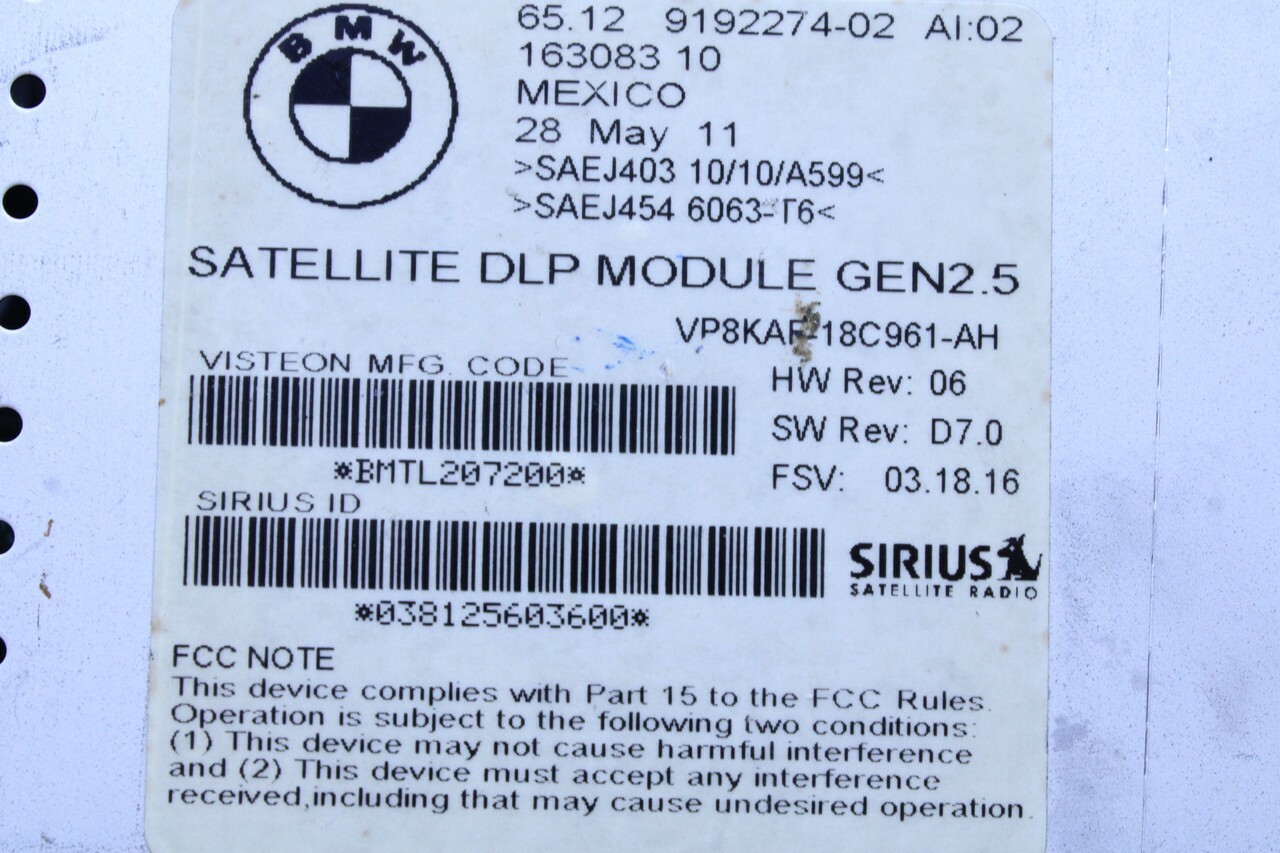 BMW
65.12 9192274-02 AI:02
163083 10
MEXICO
28 May 11
>SAEJ403 10/10/A599<
>SAEJ454 6063-T6<
SATELLITE DLP MODULE GEN2.5
VP8KAF-18C961-AH
VISTEON MFG. CODE
HW Rev: 06
SW Rev: D7.0
*BMTL207200*
FSV: 03.18.16
SIRIUS ID
SIRIUS
SATELLITE RADIO
*038125603600*
FCC NOTE
This device complies with Part 15 to the FCC Rules.
Operation is subject to the following two conditions:
(1) This device may not cause harmful interference
and (2) This device must accept any interference
received,including that may cause undesired operation.